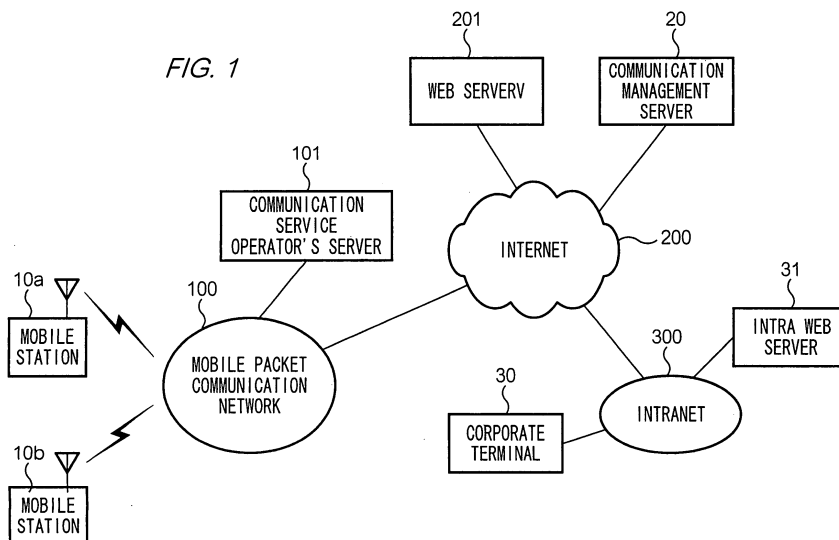 FIG. 1
201
WEB SERVERV
20
COMMUNICATION
MANAGEMENT
SERVER
101
COMMUNICATION
SERVICE
OPERATOR'S SERVER
INTERNET
200
10a
MOBILE
STATION
100
MOBILE PACKET
COMMUNICATION
NETWORK
31
INTRA WEB
SERVER
300
INTRANET
30
CORPORATE
TERMINAL
10b
MOBILE
STATION